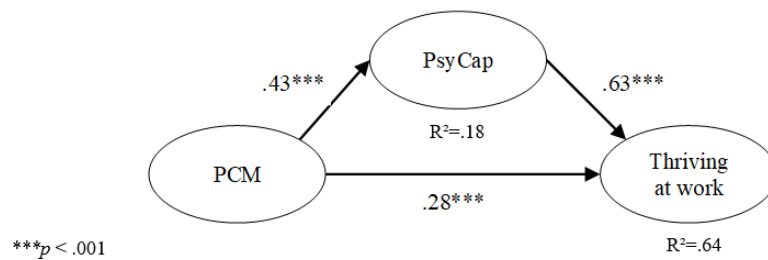 PsyCap
.43***
.63***
R²=.18
PCM
Thriving
at work
.28***
***p < .001
R²=.64